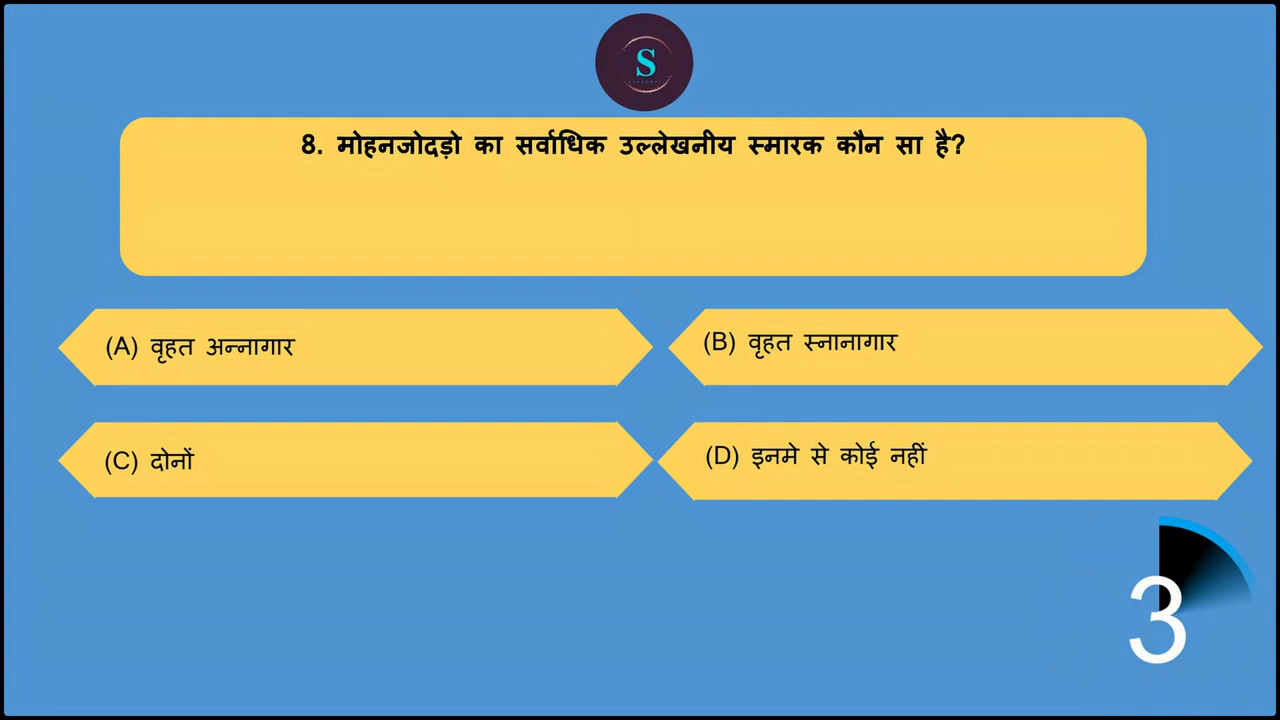 S
8. मोहनजोदड़ो का सर्वाधिक उल्लेखनीय स्मारक कौन सा है?
(A) वृहत अन्नागार
(B) वृहत स्नानागार
(C) दोनों
(D) इनमे से कोई नहीं
3